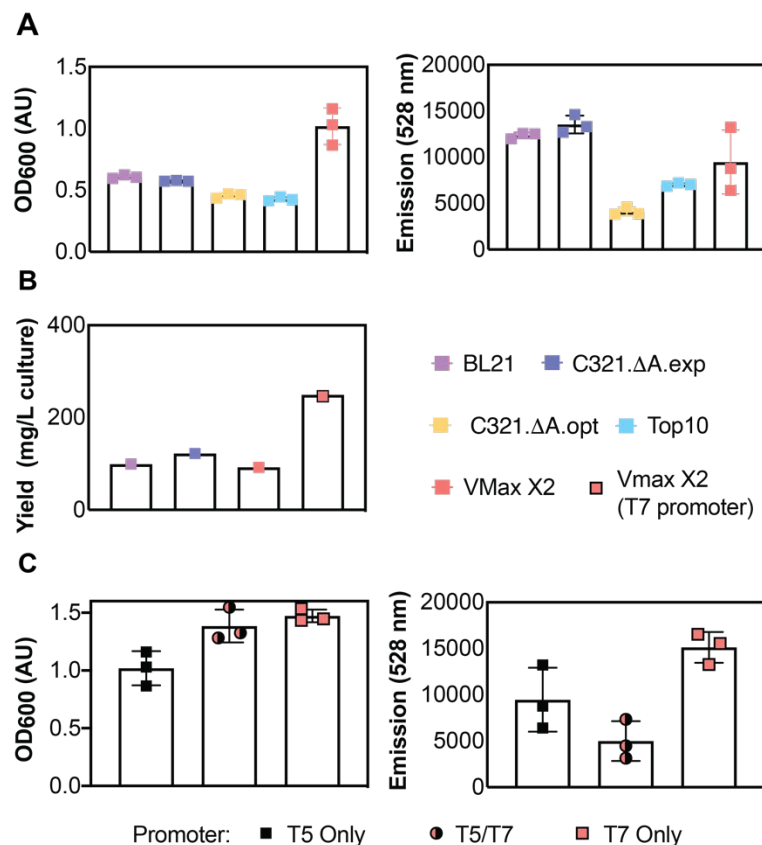 A
OD600 (AU)
1.5
1.0
0.5
0.0
Emission (528 nm)
20000
15000
10000
5000
0
B
Yield (mg/L culture)
400
200
0
BL21
C321.ΔA.exp
C321.ΔA.opt
Top10
VMax X2
Vmax X2
(T7 promoter)
C
OD600 (AU)
1.5
1.0
0.5
0.0
Emission (528 nm)
20000
15000
10000
5000
0
Promoter:
T5 Only
T5/T7
T7 Only